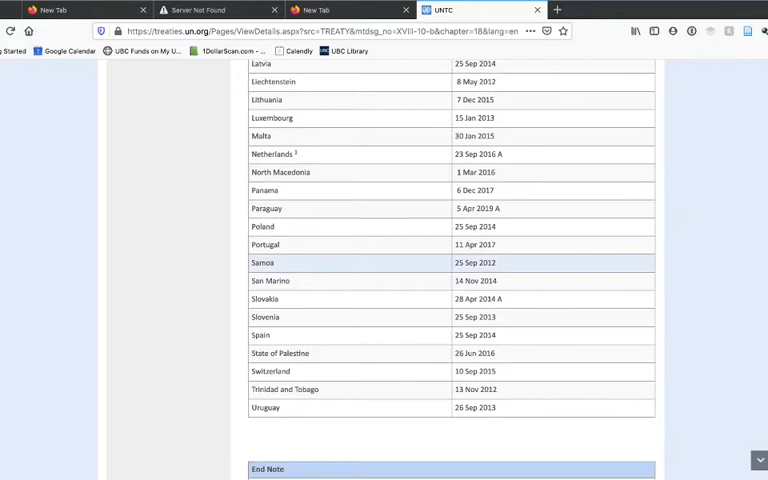 New Tab
Server Not Found
New Tab
UNTC
https://treaties.un.org/Pages/ViewDetails.aspx?src=TREATY&mtdsg_no=XVIII-10-b&chapter=18&lang=en
g Started Google Calendar UBC Funds on My U... 1DollarScan.com - ... Calendly UBC UBC Library
Latvia 25 Sep 2014
Liechtenstein 8 May 2012
Lithuania 7 Dec 2015
Luxembourg 15 Jan 2013
Malta 30 Jan 2015
Netherlands 1 23 Sep 2016 A
North Macedonia 1 Mar 2016
Panama 6 Dec 2017
Paraguay 5 Apr 2019 A
Poland 25 Sep 2014
Portugal 11 Apr 2017
Samoa 25 Sep 2012
San Marino 14 Nov 2014
Slovakia 28 Apr 2014 A
Slovenia 25 Sep 2013
Spain 25 Sep 2014
State of Palestine 26 Jun 2016
Switzerland 10 Sep 2015
Trinidad and Tobago 13 Nov 2012
Uruguay 26 Sep 2013
End Note